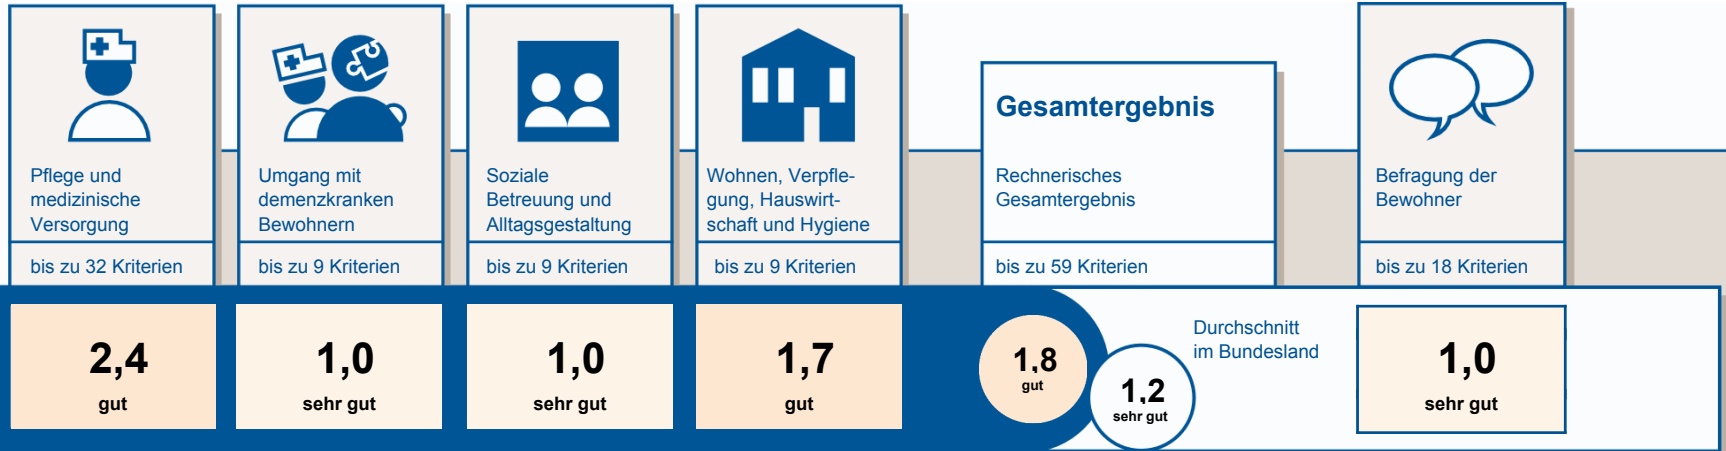 Pflege und
medizinische
Versorgung
bis zu 32 Kriterien
2,4
gut
Umgang mit
demenzkranken
Bewohnern
bis zu 9 Kriterien
1,0
sehr gut
Soziale
Betreuung und
Alltagsgestaltung
bis zu 9 Kriterien
1,0
sehr gut
Wohnen, Verpfle-
gung, Hauswirt-
schaft und Hygiene
bis zu 9 Kriterien
1,7
gut
Gesamtergebnis
Rechnerisches
Gesamtergebnis
bis zu 59 Kriterien
1,8
gut
1,2
sehr gut
Durchschnitt
im Bundesland
Befragung der
Bewohner
bis zu 18 Kriterien
1,0
sehr gut